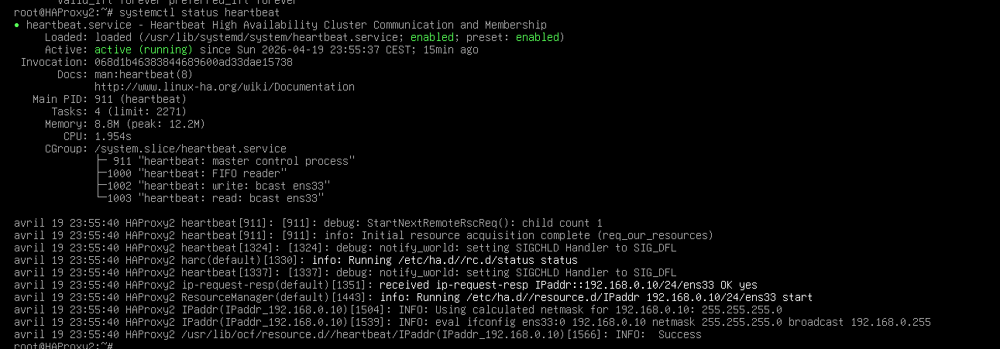 valid_lft forever preferred_lft forever
root@HAProxy2:~# systemctl status heartbeat
● heartbeat.service - Heartbeat High Availability Cluster Communication and Membership
Loaded: loaded (/usr/lib/systemd/system/heartbeat.service; enabled; preset: enabled)
Active: active (running) since Sun 2026-04-19 23:55:37 CEST; 15min ago
Invocation: 068d1b46383844689600ad33dae15738
Docs: man:heartbeat(8)
http://www.linux-ha.org/wiki/Documentation
Main PID: 911 (heartbeat)
Tasks: 4 (limit: 2271)
Memory: 8.8M (peak: 12.2M)
CPU: 1.954s
CGroup: /system.slice/heartbeat.service
├─ 911 "heartbeat: master control process"
├─1000 "heartbeat: FIFO reader"
├─1002 "heartbeat: write: bcast ens33"
└─1003 "heartbeat: read: bcast ens33"
avril 19 23:55:40 HAProxy2 heartbeat[911]: [911]: debug: StartNextRemoteRscReq(): child count 1
avril 19 23:55:40 HAProxy2 heartbeat[911]: [911]: info: Initial resource acquisition complete (req_our_resources)
avril 19 23:55:40 HAProxy2 heartbeat[1324]: [1324]: debug: notify_world: setting SIGCHLD Handler to SIG_DFL
avril 19 23:55:40 HAProxy2 harc(default)[1330]: info: Running /etc/ha.d//rc.d/status status
avril 19 23:55:40 HAProxy2 heartbeat[1337]: [1337]: debug: notify_world: setting SIGCHLD Handler to SIG_DFL
avril 19 23:55:40 HAProxy2 ip-request-resp(default)[1351]: received ip-request-resp IPaddr::192.168.0.10/24/ens33 OK yes
avril 19 23:55:40 HAProxy2 ResourceManager(default)[1443]: info: Running /etc/ha.d//resource.d/IPaddr 192.168.0.10/24/ens33 start
avril 19 23:55:40 HAProxy2 IPaddr(IPaddr_192.168.0.10)[1504]: INFO: Using calculated netmask for 192.168.0.10: 255.255.255.0
avril 19 23:55:40 HAProxy2 IPaddr(IPaddr_192.168.0.10)[1539]: INFO: eval ifconfig ens33:0 192.168.0.10 netmask 255.255.255.0 broadcast 192.168.0.255
avril 19 23:55:40 HAProxy2 /usr/lib/ocf/resource.d//heartbeat/IPaddr(IPaddr_192.168.0.10)[1566]: INFO:  Success
root@HAProxy2:~#